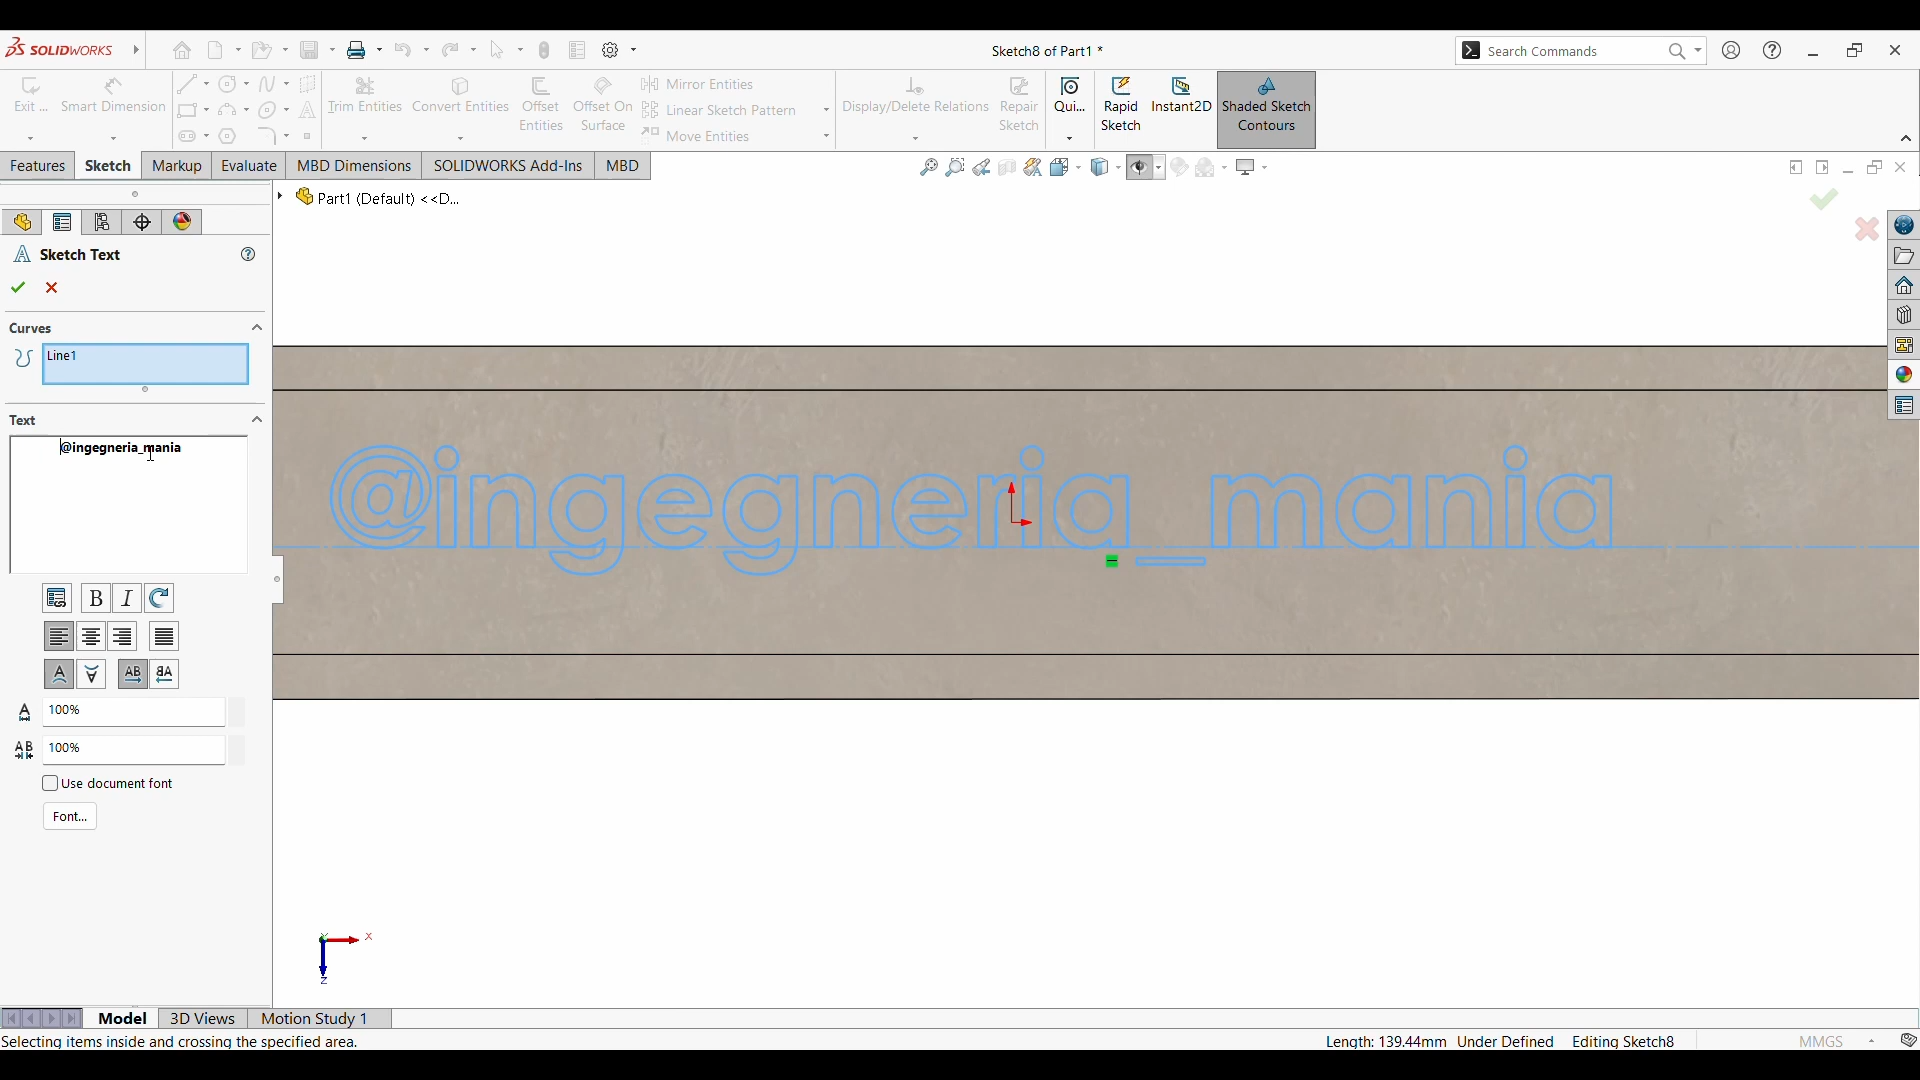 SOLIDWORKS
Sketch8 of Part1 *
Search Commands
Exit ...
Smart Dimension
Trim Entities
Convert Entities
Offset Entities
Offset On Surface
Mirror Entities
Linear Sketch Pattern
Move Entities
Display/Delete Relations
Repair Sketch
Qui...
Rapid Sketch
Instant2D
Shaded Sketch Contours
Features
Sketch
Markup
Evaluate
MBD Dimensions
SOLIDWORKS Add-Ins
MBD
Part1 (Default) <<D...
Sketch Text
Curves
Line1
Text
@ingegneria_mania
@ingegneria_mania
B
I
AB
AB
100%
AB
100%
Use document font
Font...
X
Y
Z
Model
3D Views
Motion Study 1
Selecting items inside and crossing the specified area.
Length: 139.44mm
Under Defined
Editing Sketch8
MMGS